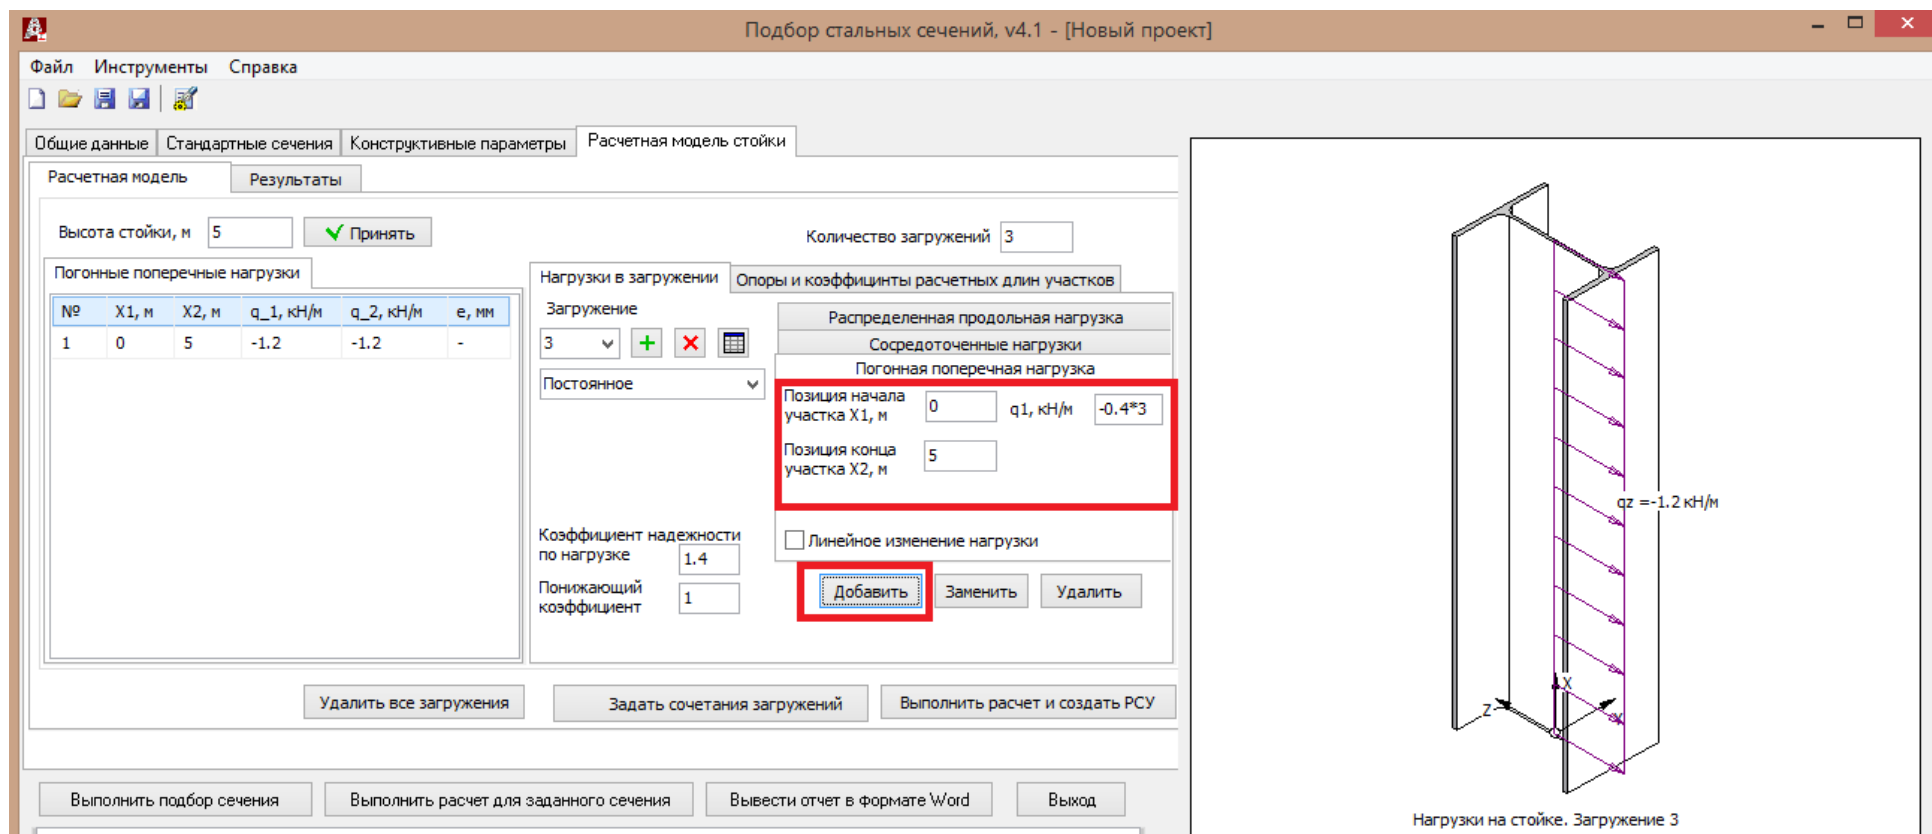 Подбор стальных сечений, v4.1 - [Новый проект]
Файл Инструменты Справка
Общие данные Стандартные сечения Конструктивные параметры Расчетная модель стойки
Расчетная модель Результаты
Высота стойки, м 5 Принять
Количество загружений 3
Погонные поперечные нагрузки
№ X1, м X2, м q_1, кН/м q_2, кН/м е, мм
1 0 5 -1.2 -1.2 -
Нагрузки в загружении Опоры и коэффицинты расчетных длин участков
Загружение
3
Постоянное
Распределенная продольная нагрузка
Сосредоточенные нагрузки
Погонная поперечная нагрузка
Позиция начала
участка X1, м 0 q1, кН/м -0.4*3
Позиция конца
участка X2, м 5
Линейное изменение нагрузки
Коэффициент надежности
по нагрузке 1.4
Понижающий
коэффициент 1
Добавить Заменить Удалить
Удалить все загружения Задать сочетания загружений Выполнить расчет и создать РСУ
Выполнить подбор сечения Выполнить расчет для заданного сечения Вывести отчет в формате Word Выход
qz =-1.2 кН/м
X
Z
Y
Нагрузки на стойке. Загружение 3